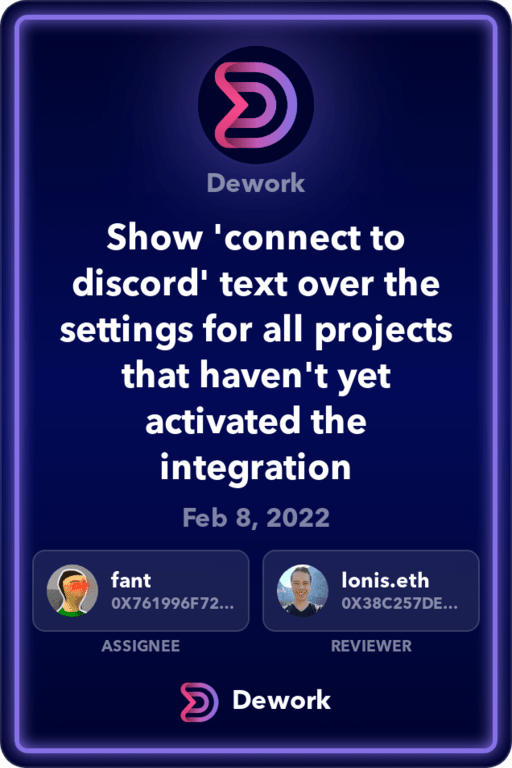 Dework
Show 'connect to
discord' text over the
settings for all projects
that haven't yet
activated the
integration
Feb 8, 2022
fant
0X761996F72...
lonis.eth
0X38C257DE...
ASSIGNEE
REVIEWER
Dework